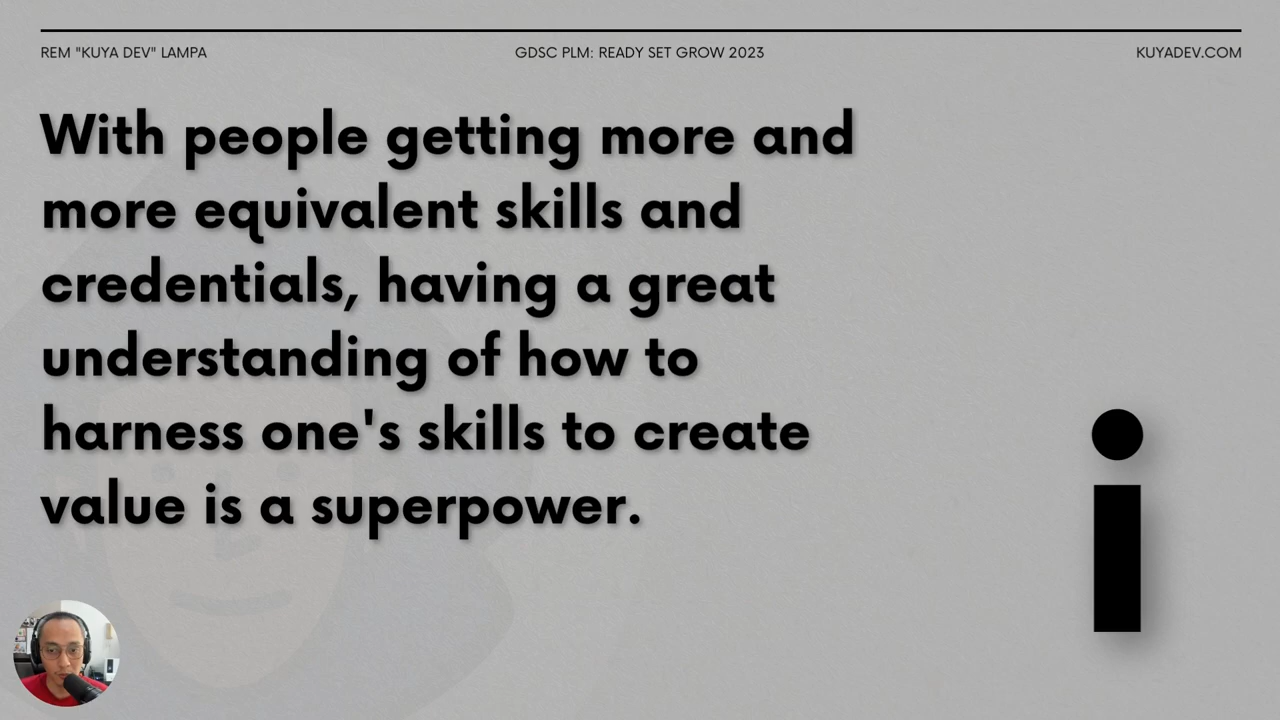 REM "KUYA DEV" LAMPA
GDSC PLM: READY SET GROW 2023
KUYADEV.COM
With people getting more and
more equivalent skills and
credentials, having a great
understanding of how to
harness one's skills to create
value is a superpower.
i